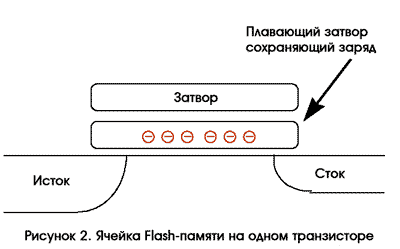 Плавающий затвор
сохраняющий заряд
Затвор
Исток
Сток
Рисунок 2. Ячейка Flash-памяти на одном транзисторе